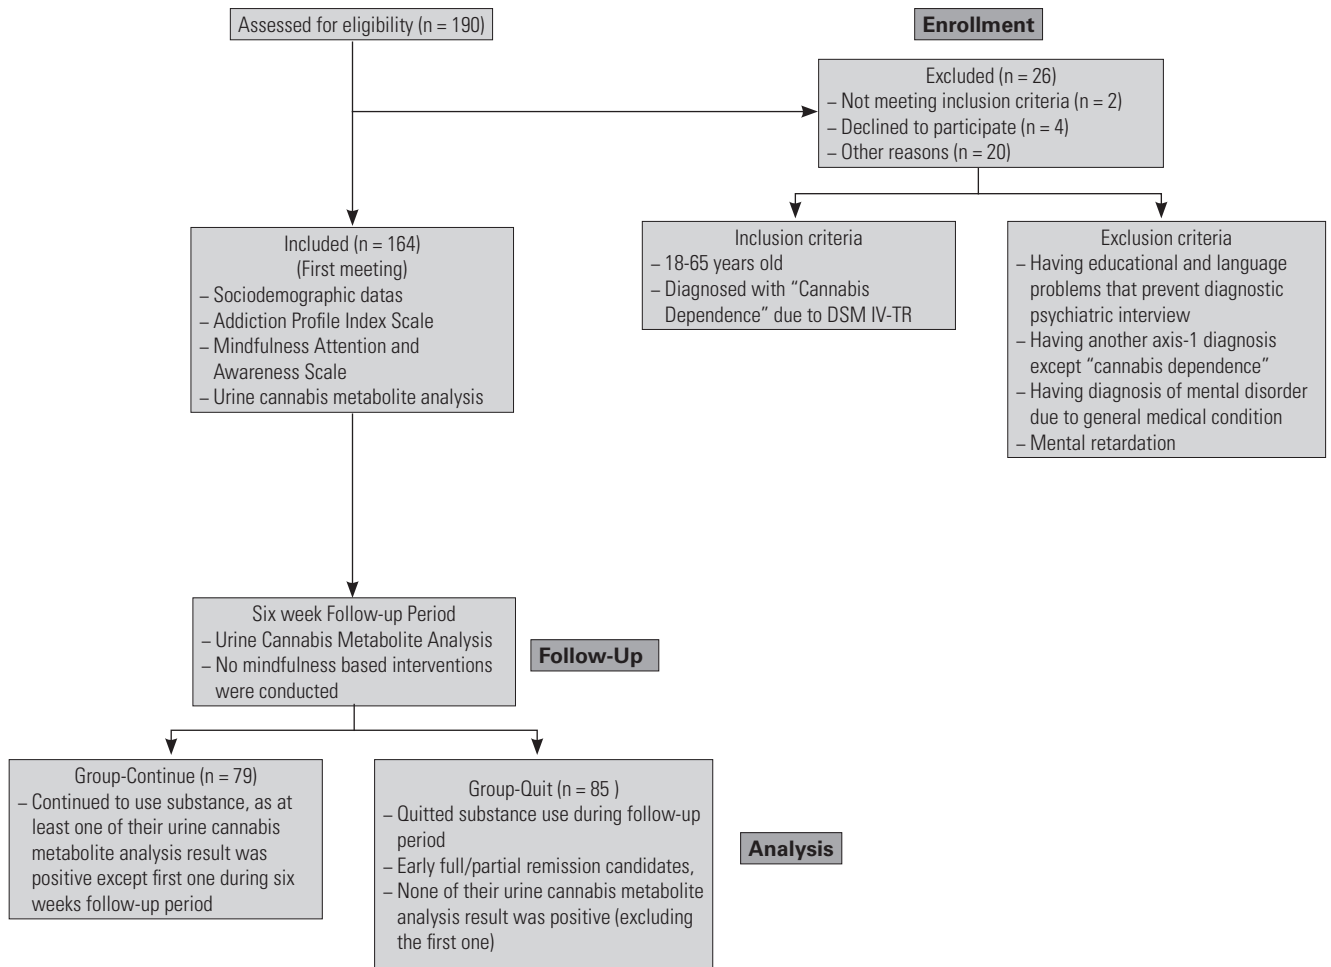 Assessed for eligibility (n = 190)
Enrollment
Excluded (n = 26)
– Not meeting inclusion criteria (n = 2)
– Declined to participate (n = 4)
– Other reasons (n = 20)
Included (n = 164)
(First meeting)
– Sociodemographic datas
– Addiction Profile Index Scale
– Mindfulness Attention and
Awareness Scale
– Urine cannabis metabolite analysis
Inclusion criteria
– 18-65 years old
– Diagnosed with “Cannabis
Dependence” due to DSM IV-TR
Exclusion criteria
– Having educational and language
problems that prevent diagnostic
psychiatric interview
– Having another axis-1 diagnosis
except “cannabis dependence”
– Having diagnosis of mental disorder
due to general medical condition
– Mental retardation
Six week Follow-up Period
– Urine Cannabis Metabolite Analysis
– No mindfulness based interventions
were conducted
Follow-Up
Group-Continue (n = 79)
– Continued to use substance, as at
least one of their urine cannabis
metabolite analysis result was
positive except first one during six
weeks follow-up period
Group-Quit (n = 85 )
– Quitted substance use during follow-up
period
– Early full/partial remission candidates,
– None of their urine cannabis metabolite
analysis result was positive (excluding
the first one)
Analysis